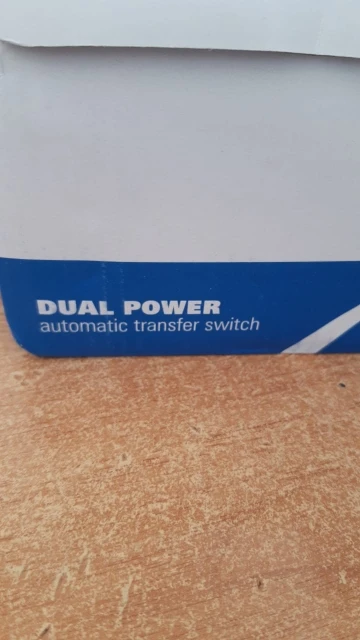 DUAL POWER
automatic transfer switch